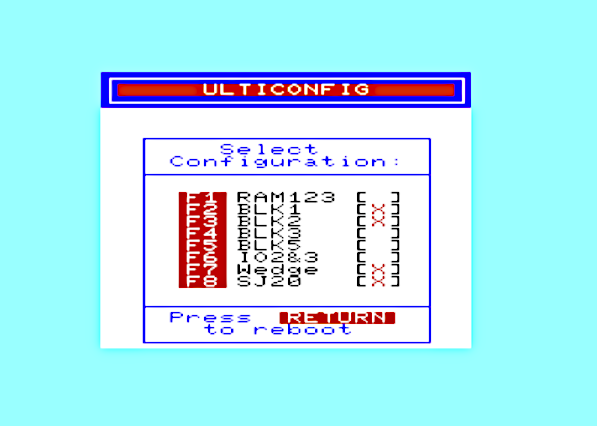 ULTICONFIG
Select
Configuration:
F1 RAM123 [ ]
F2 BLK1 [X]
F3 BLK2 [X]
F4 BLK3 [ ]
F5 BLK5 [ ]
F6 IO2&3 [ ]
F7 Wedge [X]
F8 SJ20 [X]
Press RETURN
to reboot